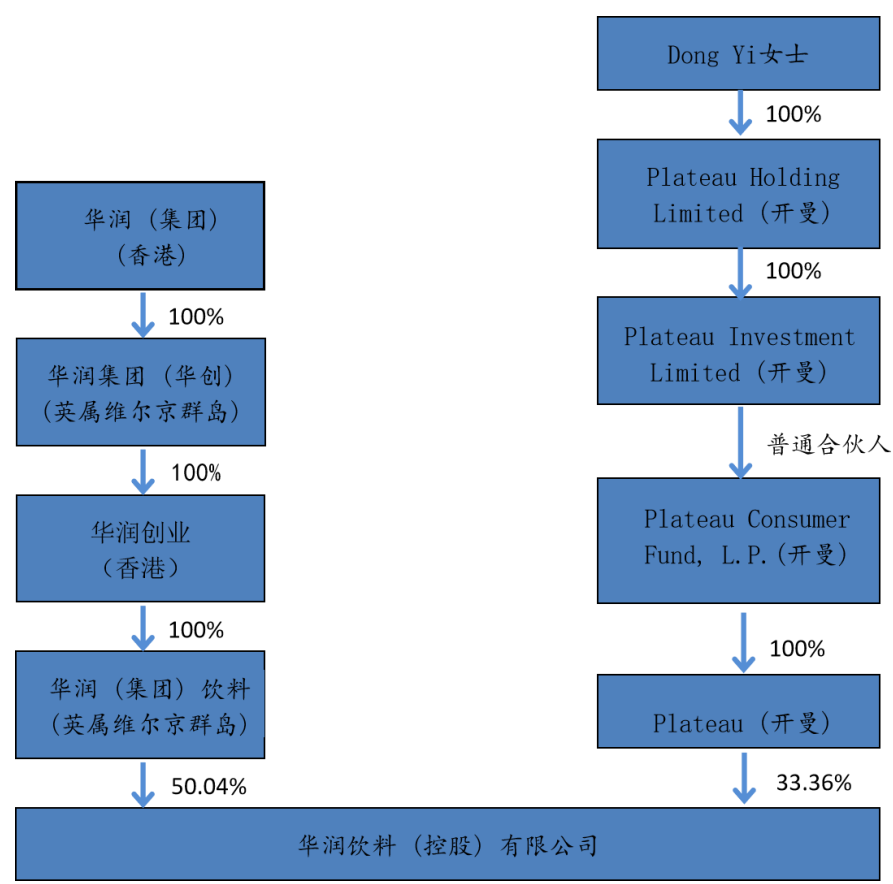 Dong Yi女士
100%
Plateau Holding
Limited (开曼)
100%
Plateau Investment
Limited (开曼)
普通合伙人
Plateau Consumer
Fund, L.P.(开曼)
100%
Plateau (开曼)
33.36%
华润 (集团)
(香港)
100%
华润集团 (华创)
(英属维尔京群岛)
100%
华润创业
（香港）
100%
华润 (集团) 饮料
(英属维尔京群岛)
50.04%
华润饮料 (控股) 有限公司